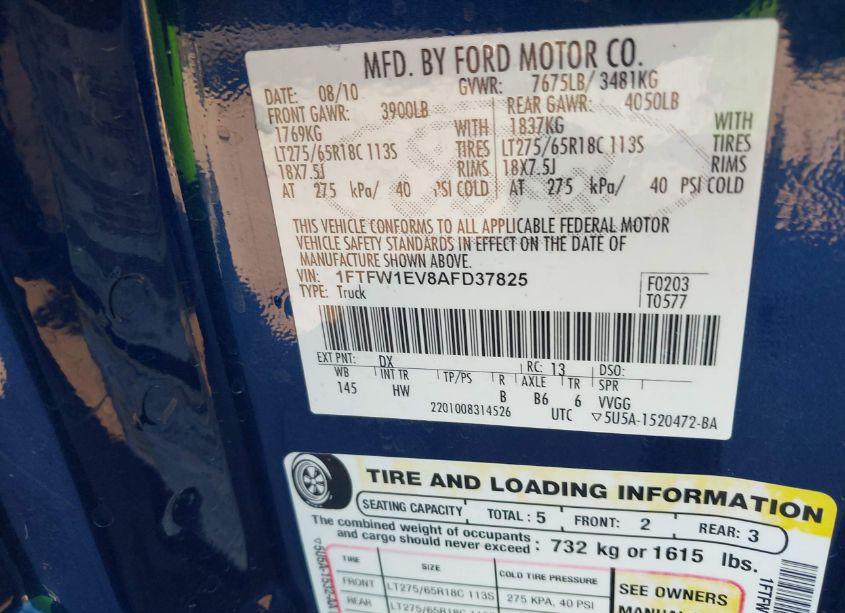 MFD. BY FORD MOTOR CO.
DATE: 08/10 GVWR: 7675LB/ 3481KG
FRONT GAWR: 3900LB REAR GAWR: 4050LB
1769KG WITH 1837KG WITH
LT275/65R18C 113S TIRES LT275/65R18C 113S TIRES
18X7.5J RIMS 18X7.5J RIMS
AT 275 kPa/ 40 PSI COLD AT 275 kPa/ 40 PSI COLD
THIS VEHICLE CONFORMS TO ALL APPLICABLE FEDERAL MOTOR
VEHICLE SAFETY STANDARDS IN EFFECT ON THE DATE OF
MANUFACTURE SHOWN ABOVE.
VIN: 1FTFW1EV8AFD37825 F0203
TYPE: Truck T0577
EXT PNT: DX RC: 13 DSO:
WB INT TR TP/PS R AXLE TR SPR
145 HW B B6 6 VVGG
2201008314526 UTC ▽5U5A-1520472-BA
TIRE AND LOADING INFORMATION
SEATING CAPACITY TOTAL: 5 FRONT: 2 REAR: 3
The combined weight of occupants
and cargo should never exceed: 732 kg or 1615 lbs.
TIRE SIZE COLD TIRE PRESSURE SEE OWNERS
FRONT LT275/65R18C 113S 275 KPA, 40 PSI
REAR